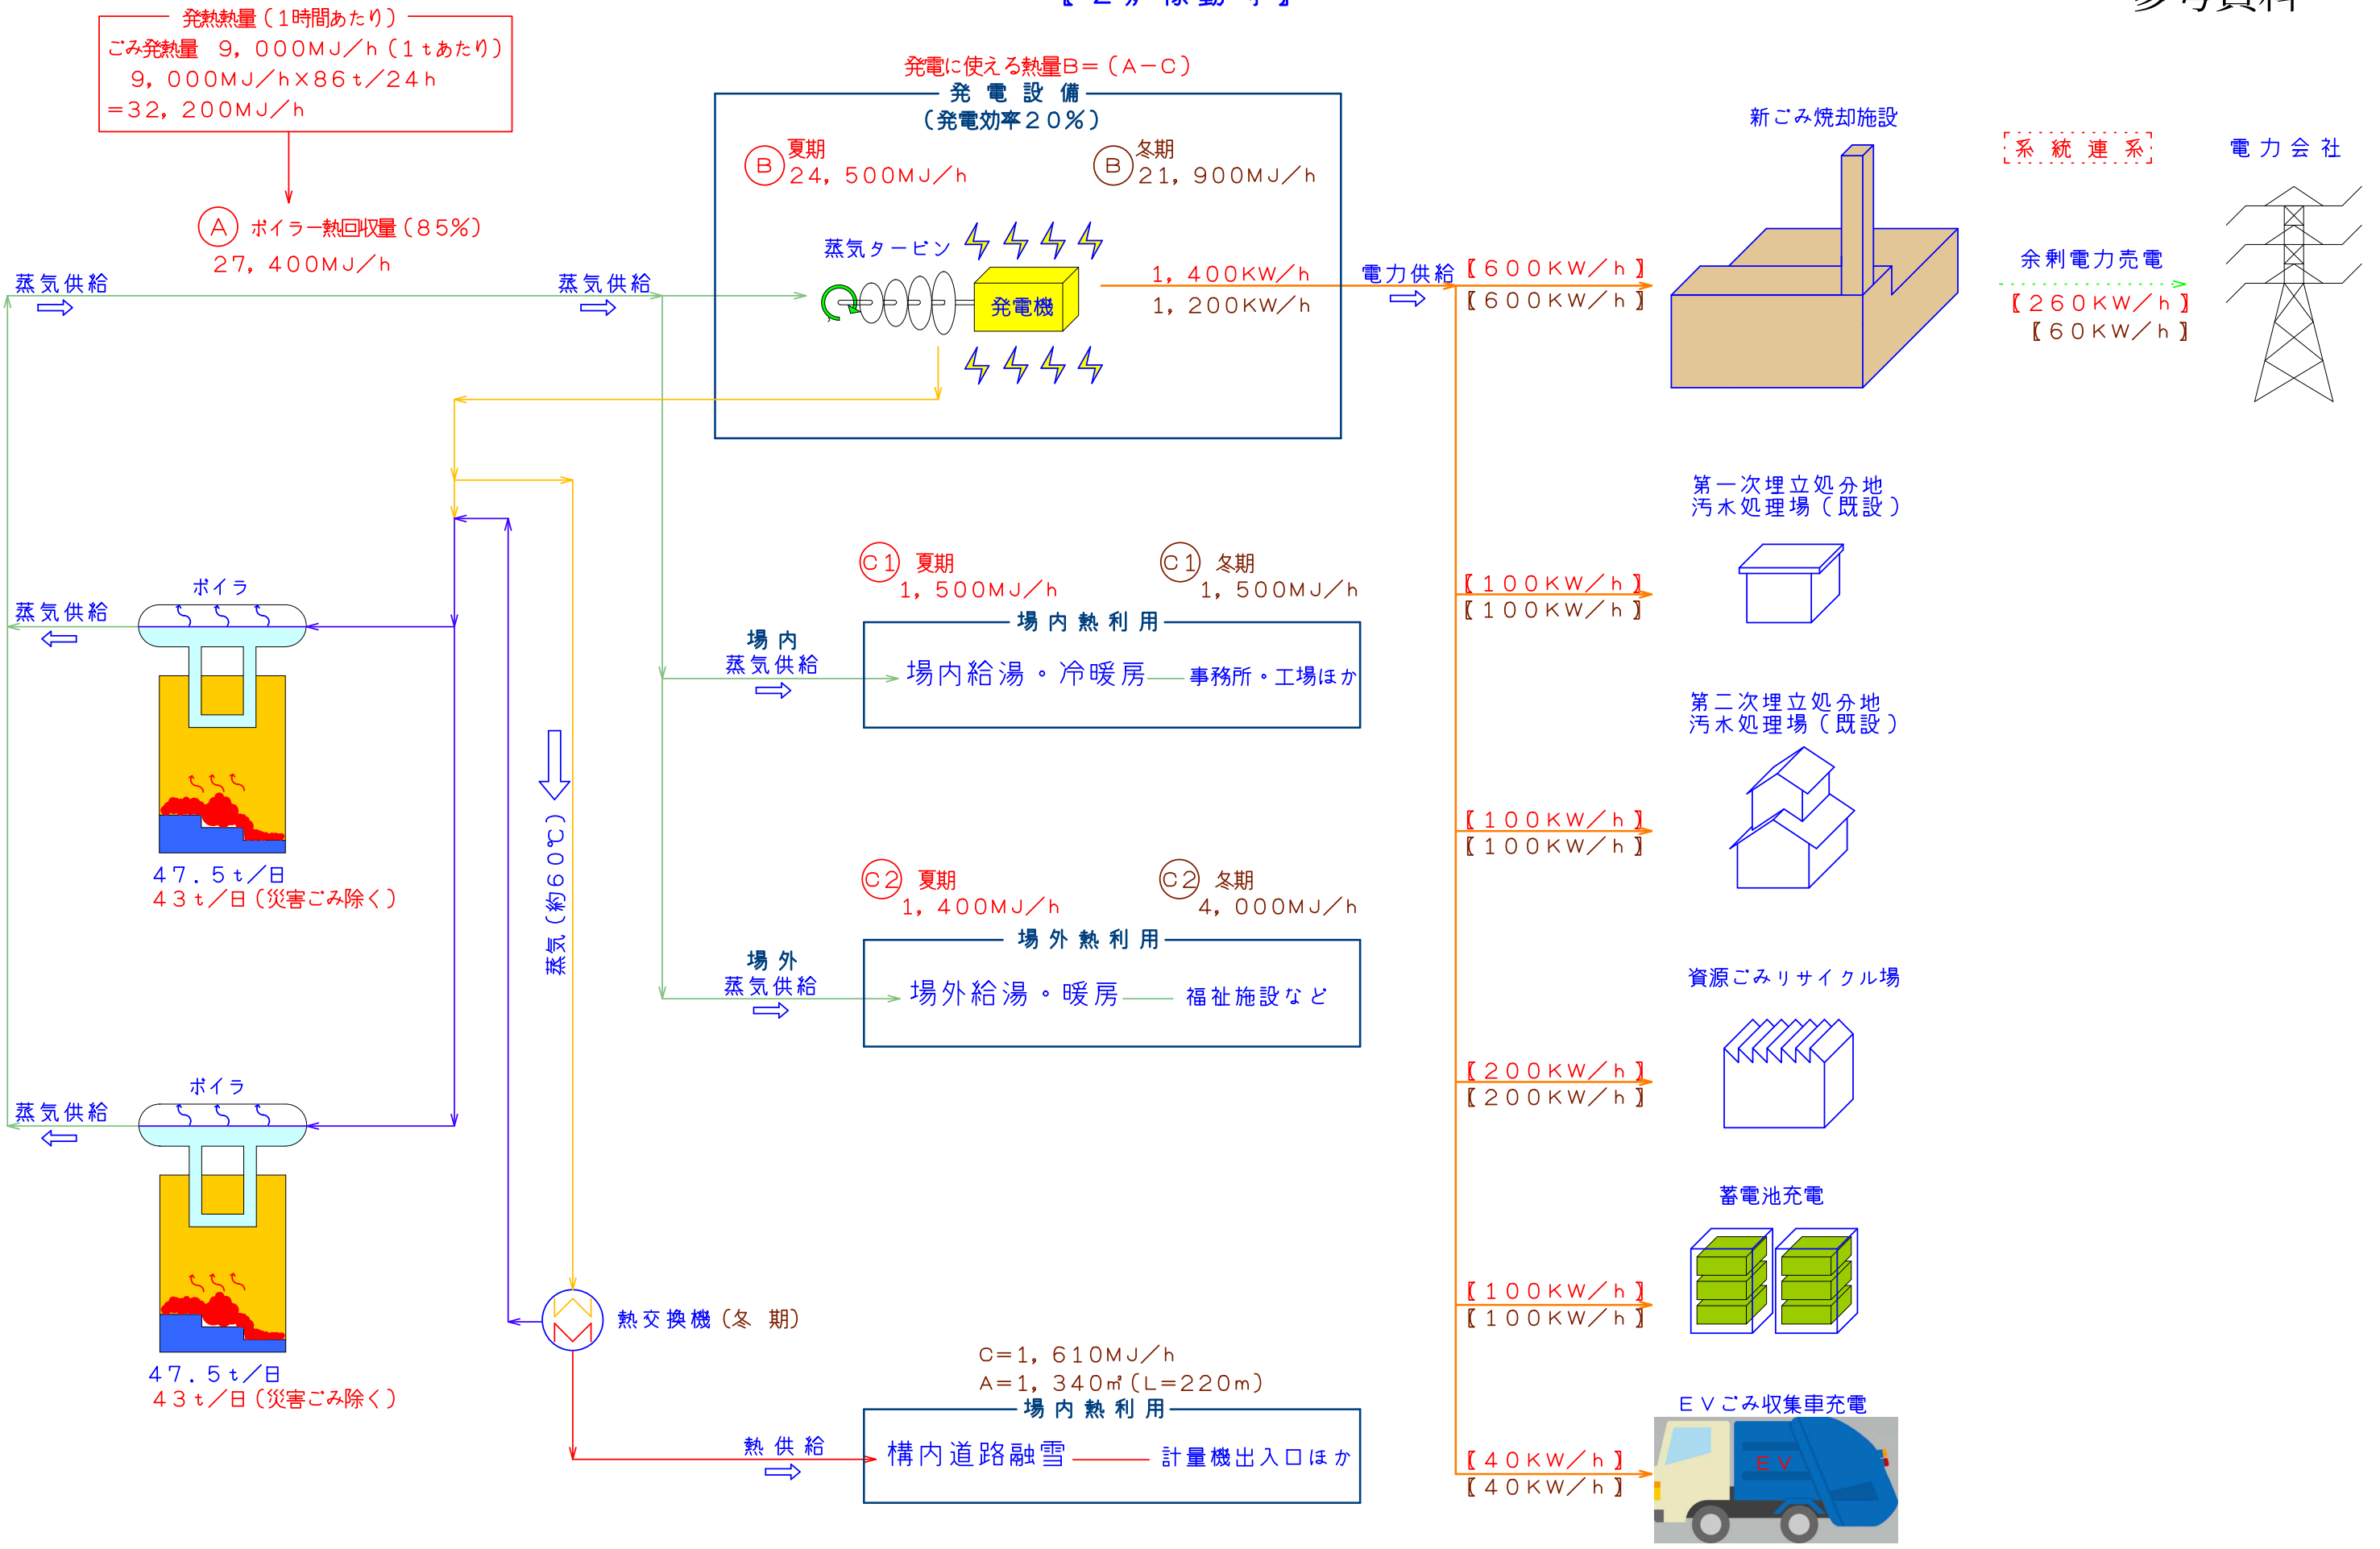 【２炉稼動時】
参考資料
発熱熱量（１時間あたり）
ごみ発熱量　９，０００ＭＪ／ｈ（１ｔあたり）
９，０００ＭＪ／ｈ×８６ｔ／２４ｈ
＝３２，２００ＭＪ／ｈ
Ａ ボイラー熱回収量（８５％）
２７，４００ＭＪ／ｈ
蒸気供給
蒸気供給
発電に使える熱量Ｂ＝（Ａ－Ｃ）
発電設備
（発電効率２０％）
Ｂ 夏期
２４，５００ＭＪ／ｈ
Ｂ 冬期
２１，９００ＭＪ／ｈ
蒸気タービン
発電機
１，４００ＫＷ／ｈ
１，２００ＫＷ／ｈ
電力供給
【６００ＫＷ／ｈ】
【６００ＫＷ／ｈ】
新ごみ焼却施設
系統連系
電力会社
余剰電力売電
【２６０ＫＷ／ｈ】
【６０ＫＷ／ｈ】
第一次埋立処分地
汚水処理場（既設）
【１００ＫＷ／ｈ】
【１００ＫＷ／ｈ】
第二次埋立処分地
汚水処理場（既設）
【１００ＫＷ／ｈ】
【１００ＫＷ／ｈ】
資源ごみリサイクル場
【２００ＫＷ／ｈ】
【２００ＫＷ／ｈ】
蓄電池充電
【１００ＫＷ／ｈ】
【１００ＫＷ／ｈ】
ＥＶごみ収集車充電
【４０ＫＷ／ｈ】
【４０ＫＷ／ｈ】
ＥＶ
ボイラ
蒸気供給
４７．５ｔ／日
４３ｔ／日（災害ごみ除く）
ボイラ
蒸気供給
４７．５ｔ／日
４３ｔ／日（災害ごみ除く）
蒸気（約６０℃）
熱交換機（冬　期）
Ｃ１ 夏期
１，５００ＭＪ／ｈ
Ｃ１ 冬期
１，５００ＭＪ／ｈ
場内
蒸気供給
場内熱利用
場内給湯・冷暖房 事務所・工場ほか
Ｃ２ 夏期
１，４００ＭＪ／ｈ
Ｃ２ 冬期
４，０００ＭＪ／ｈ
場外
蒸気供給
場外熱利用
場外給湯・暖房 福祉施設など
Ｃ＝１，６１０ＭＪ／ｈ
Ａ＝１，３４０㎡（Ｌ＝２２０ｍ）
熱供給
場内熱利用
構内道路融雪 計量機出入口ほか